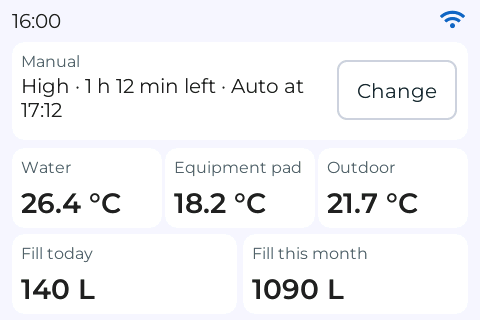 16:00
Manual
High · 1 h 12 min left · Auto at
17:12
Change
Water
26.4 °C
Equipment pad
18.2 °C
Outdoor
21.7 °C
Fill today
140 L
Fill this month
1090 L